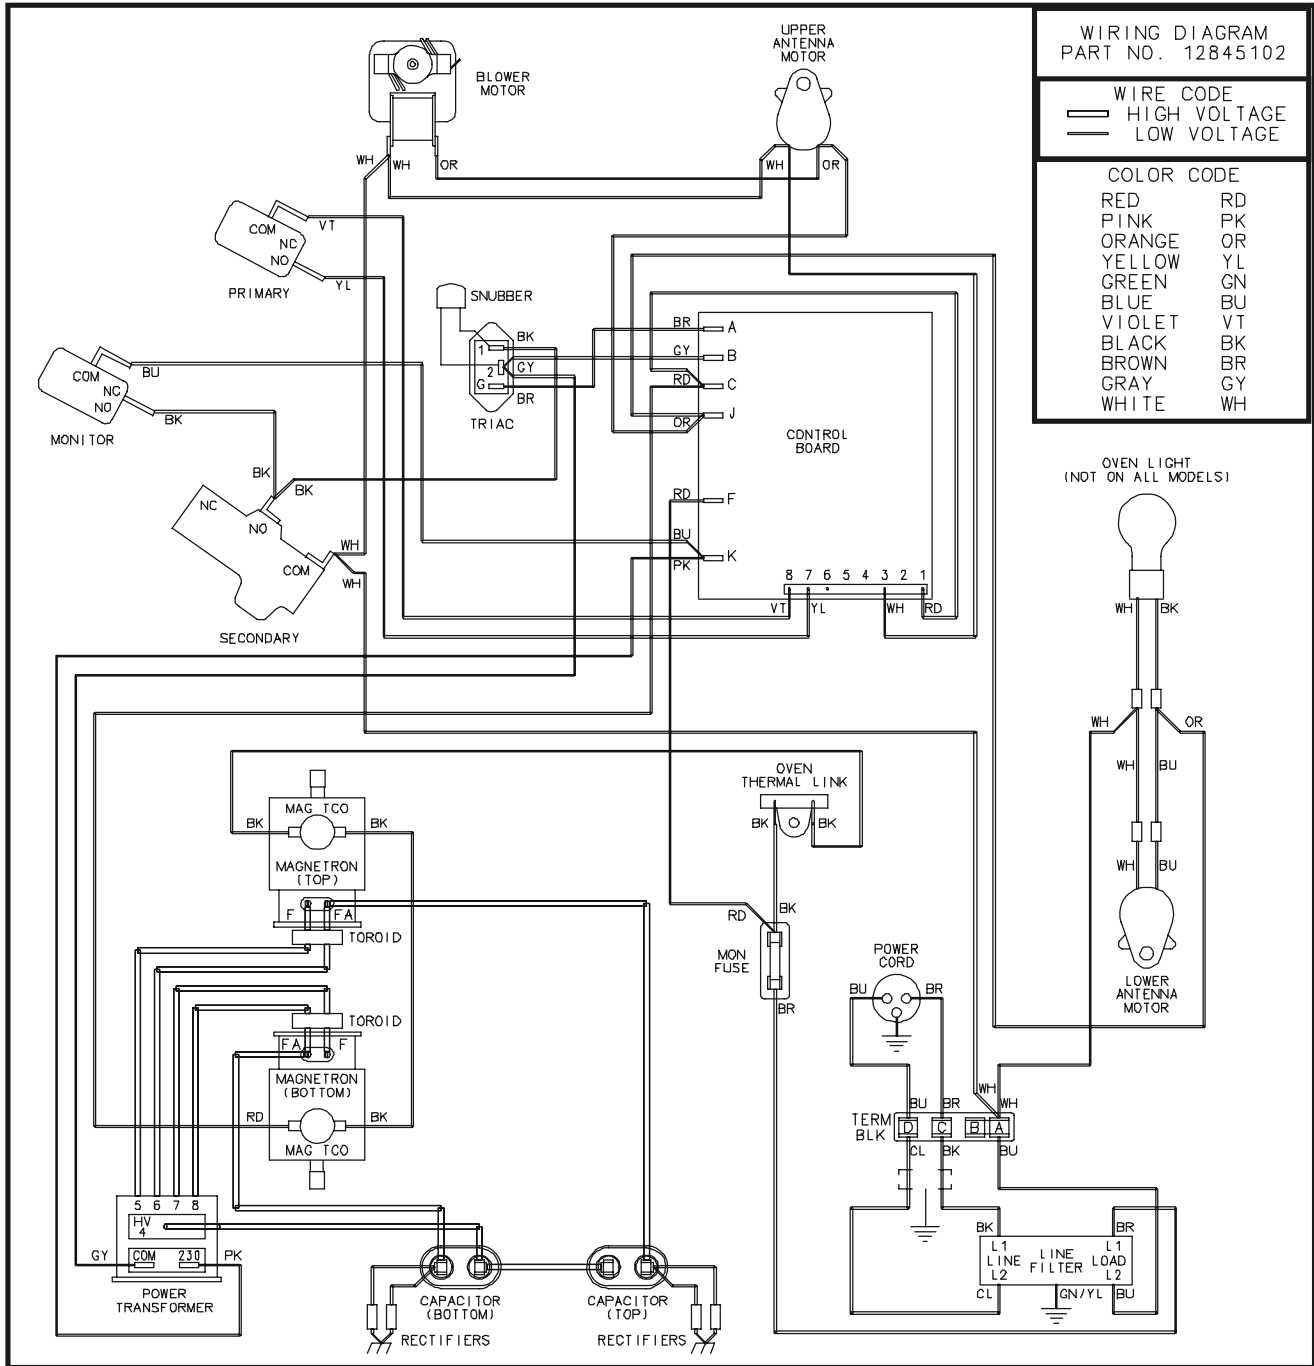 WIRING DIAGRAM
PART NO. 12845102
WIRE CODE
HIGH VOLTAGE
LOW VOLTAGE
COLOR CODE
RED RD
PINK PK
ORANGE OR
YELLOW YL
GREEN GN
BLUE BU
VIOLET VT
BLACK BK
BROWN BR
GRAY GY
WHITE WH
BLOWER
MOTOR
UPPER
ANTENNA
MOTOR
WH WH OR
WH OR
COM
NC
NO
VT
YL
PRIMARY
SNUBBER
1
2
G
BK
GY
BR
TRIAC
COM
NC
NO
BU
BK
MONITOR
BR A
GY B
RD C
J
OR
RD F
BU
K
PK
CONTROL
BOARD
8 7 6 5 4 3 2 1
VT YL WH RD
NC
NO
COM
BK
BK
WH
WH
SECONDARY
OVEN LIGHT
(NOT ON ALL MODELS)
WH BK
WH OR
WH BU
WH BU
LOWER
ANTENNA
MOTOR
OVEN
THERMAL LINK
BK BK
MAG TCO
BK BK
MAGNETRON
(TOP)
F FA
TOROID
TOROID
FA F
MAGNETRON
(BOTTOM)
RD BK
MAG TCO
RD BK
MON
FUSE
BR
POWER
CORD
BU BR
WH
BU BR WH
TERM
BLK
D C B A
CL BK BU
BK BR
L1 L1
LINE LINE LOAD
FILTER
L2 L2
CL GN/YL BU
5 6 7 8
HV
4
GY COM 230 PK
POWER
TRANSFORMER
CAPACITOR
(BOTTOM)
CAPACITOR
(TOP)
RECTIFIERS
RECTIFIERS